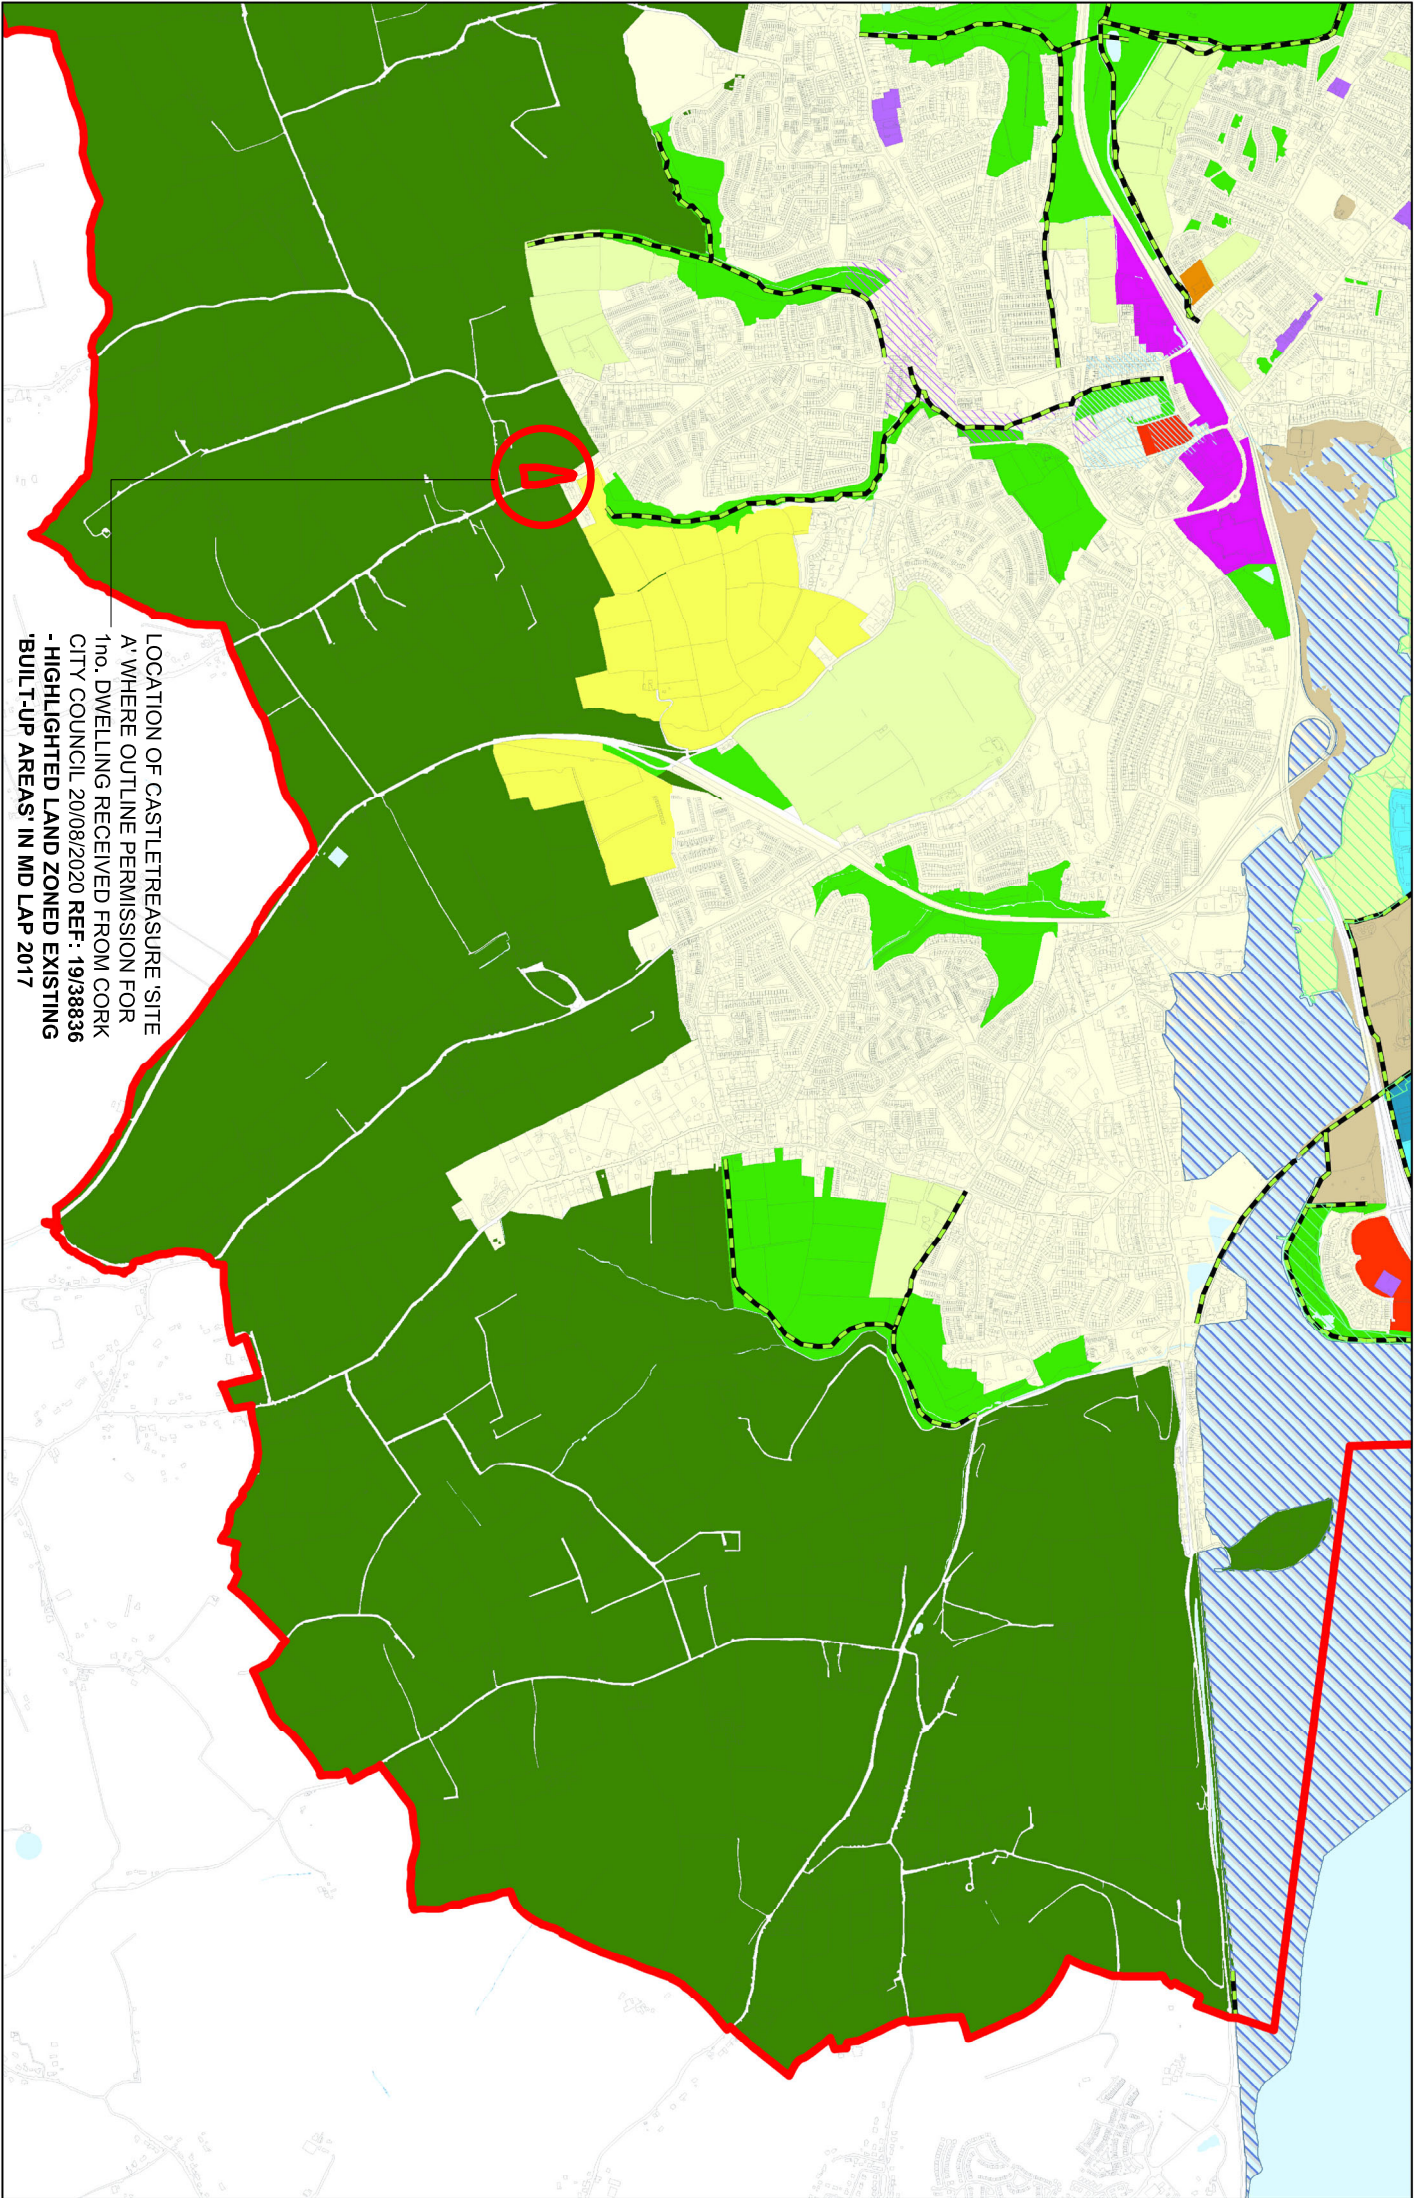 LOCATION OF CASTLETREASURE 'SITE
A' WHERE OUTLINE PERMISSION FOR
1no. DWELLING RECEIVED FROM CORK
CITY COUNCIL 20/08/2020 REF: 19/38836
- HIGHLIGHTED LAND ZONED EXISTING
'BUILT-UP AREAS' IN MD LAP 2017